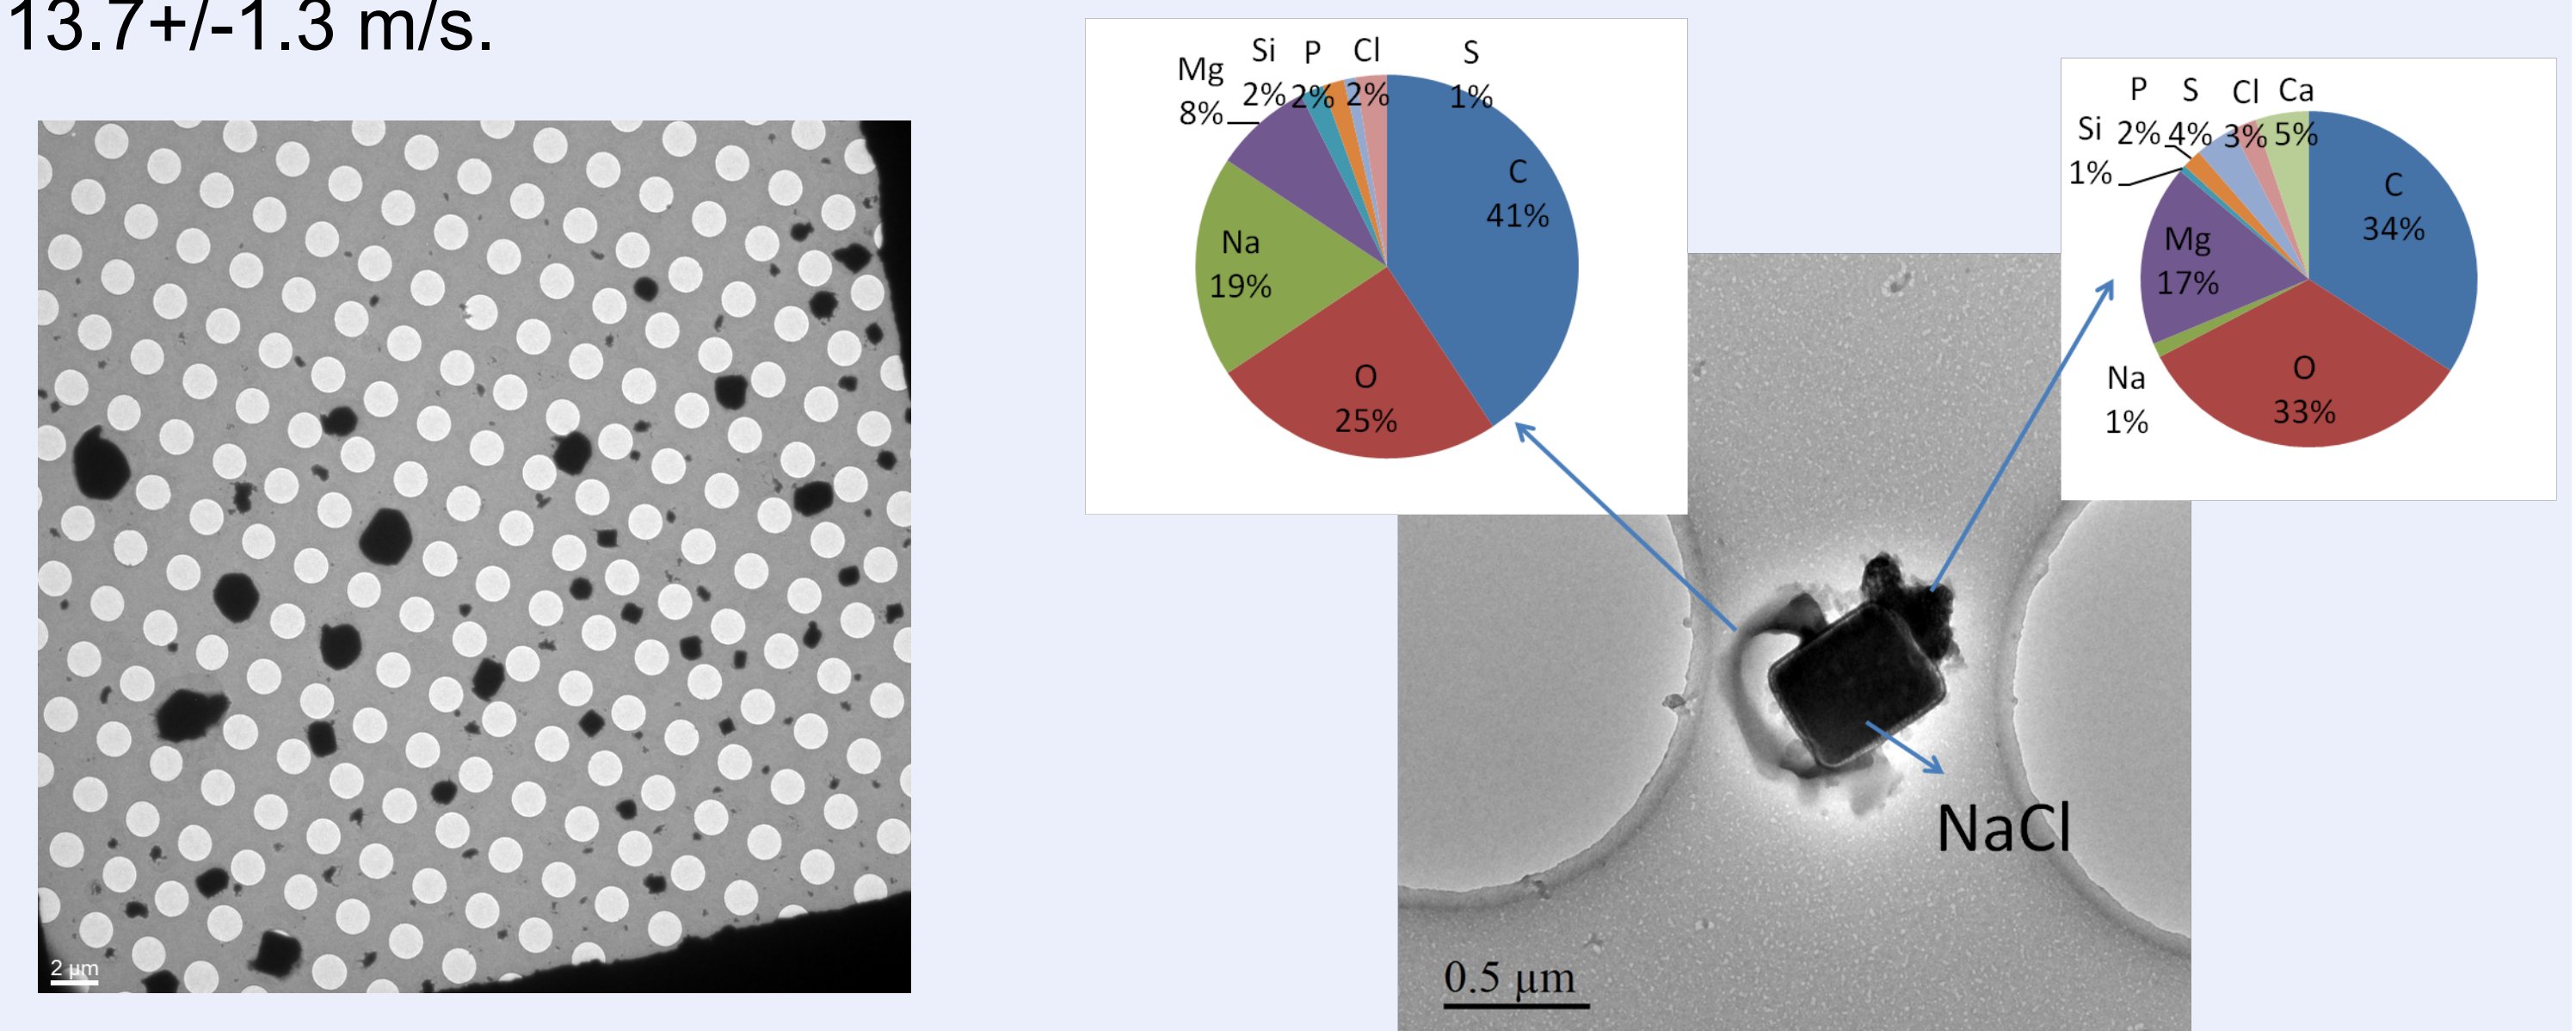 13.7+/-1.3 m/s.
2 µm
Si P Cl S
Mg 2% 2% 2% 1%
8%
C
41%
Na
19%
O
25%
P S Cl Ca
Si 2% 4% 3% 5%
1%
C
34%
Mg
17%
Na
1%
O
33%
NaCl
0.5 µm